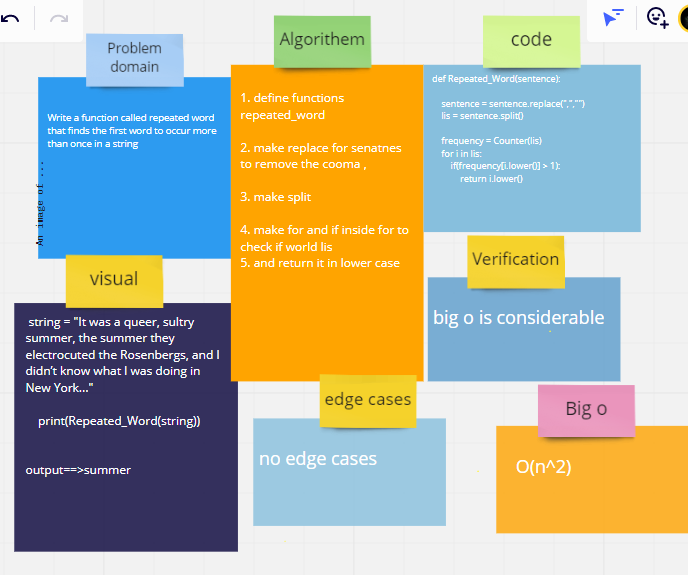 Problem
domain
Write a function called repeated word
that finds the first word to occur more
than once in a string
An image of ...
Algorithem
1. define functions
repeated_word
2. make replace for senatnes
to remove the cooma ,
3. make split
4. make for and if inside for to
check if world lis
5. and return it in lower case
code
def Repeated_Word(sentence):
sentence = sentence.replace(",","")
lis = sentence.split()
frequency = Counter(lis)
for i in lis:
if(frequency[i.lower()] > 1):
return i.lower()
visual
string = "It was a queer, sultry
summer, the summer they
electrocuted the Rosenbergs, and I
didn't know what I was doing in
New York..."
print(Repeated_Word(string))
output==>summer
Verification
big o is considerable
edge cases
no edge cases
Big o
O(n^2)